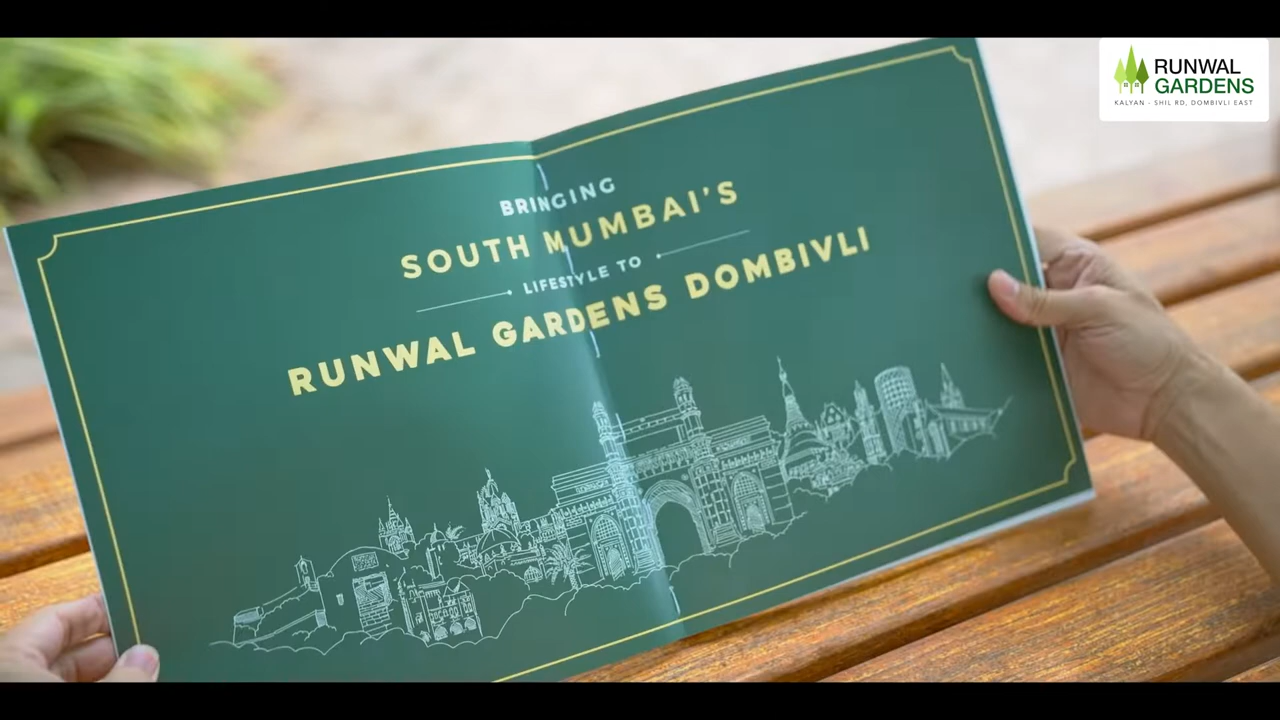 RUNWAL
GARDENS
KALYAN - SHIL RD, DOMBIVLI EAST
BRINGING
SOUTH MUMBAI'S
LIFESTYLE TO
RUNWAL GARDENS DOMBIVLI